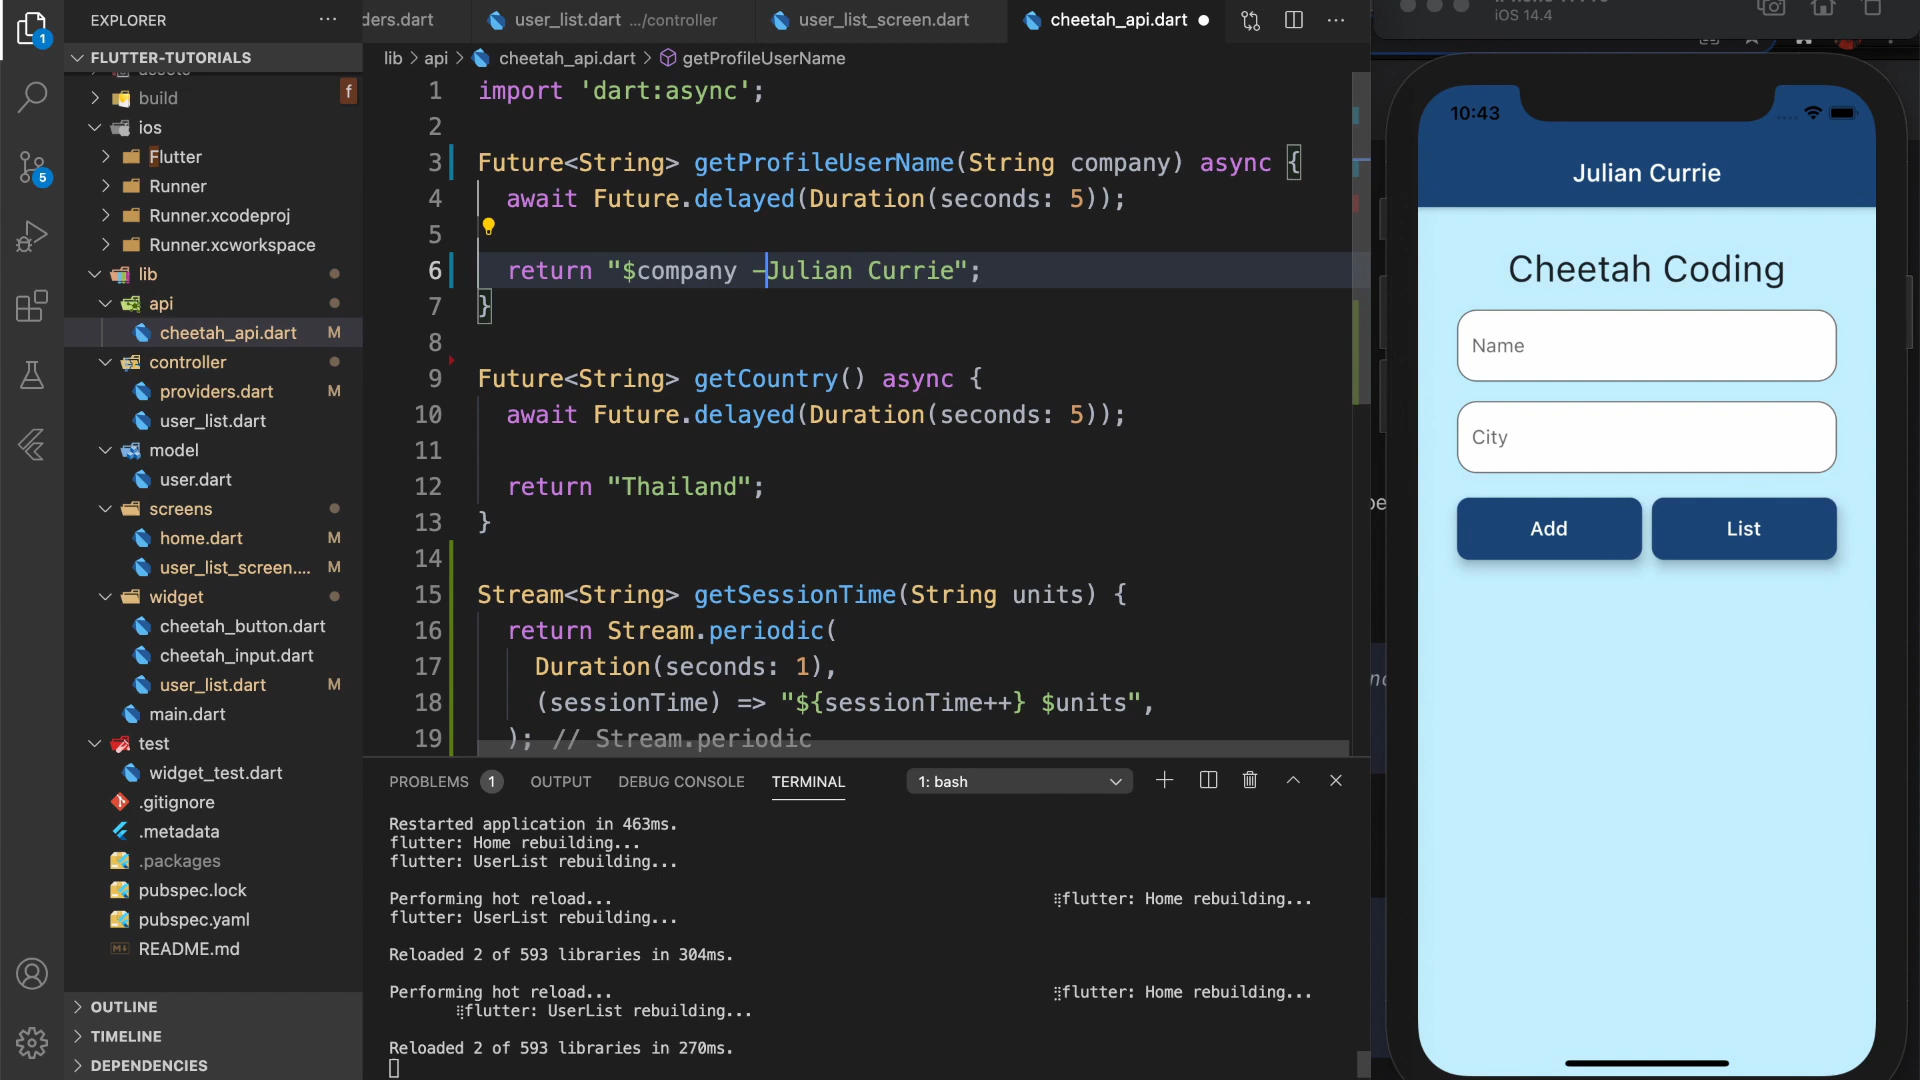 EXPLORER
FLUTTER-TUTORIALS
build
ios
Flutter
Runner
Runner.xcodeproj
Runner.xcworkspace
lib
api
cheetah_api.dart M
controller
providers.dart M
user_list.dart
model
user.dart
screens
home.dart M
user_list_screen.... M
widget
cheetah_button.dart
cheetah_input.dart
user_list.dart M
main.dart
test
widget_test.dart
.gitignore
.metadata
.packages
pubspec.lock
pubspec.yaml
README.md
OUTLINE
TIMELINE
DEPENDENCIES
1
5
f
ders.dart user_list.dart .../controller user_list_screen.dart cheetah_api.dart
lib > api > cheetah_api.dart > getProfileUserName
1 import 'dart:async';
2
3 Future<String> getProfileUserName(String company) async {
4 await Future.delayed(Duration(seconds: 5));
5
6 return "$company -Julian Currie";
7 }
8
9 Future<String> getCountry() async {
10 await Future.delayed(Duration(seconds: 5));
11
12 return "Thailand";
13 }
14
15 Stream<String> getSessionTime(String units) {
16 return Stream.periodic(
17 Duration(seconds: 1),
18 (sessionTime) => "${sessionTime++} $units",
19 ); // Stream.periodic
PROBLEMS 1 OUTPUT DEBUG CONSOLE TERMINAL 1: bash
Restarted application in 463ms.
flutter: Home rebuilding...
flutter: UserList rebuilding...
Performing hot reload... flutter: Home rebuilding...
flutter: UserList rebuilding...
Reloaded 2 of 593 libraries in 304ms.
Performing hot reload... flutter: Home rebuilding...
flutter: UserList rebuilding...
Reloaded 2 of 593 libraries in 270ms.
iOS 14.4
10:43
Julian Currie
Cheetah Coding
Name
City
Add List